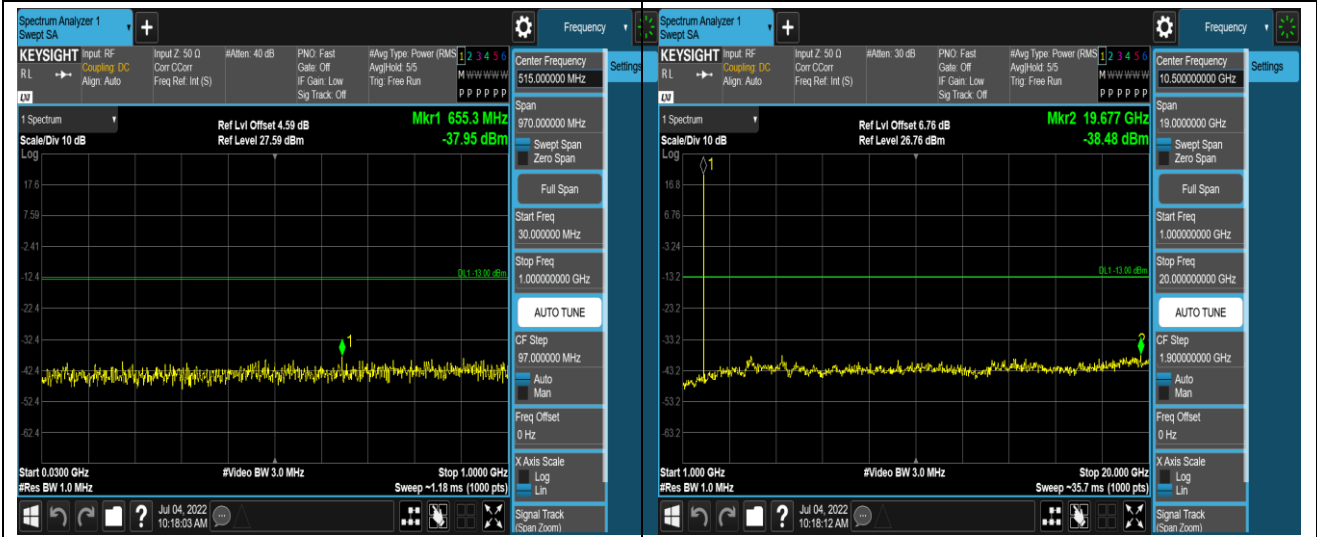 Spectrum Analyzer 1
Swept SA
+
Frequency
KEYSIGHT
Input: RF
Input Z: 50 Ω
#Atten: 40 dB
PNO: Fast
#Avg Type: Power (RMS
1 2 3 4 5 6
RL
Coupling: DC
Corr CCorr
Gate: Off
Avg|Hold: 5/5
M W W W W W
Align: Auto
Freq Ref: Int (S)
IF Gain: Low
Trig: Free Run
Sig Track: Off
P P P P P P
LXI
1 Spectrum
Scale/Div 10 dB
Log
Ref Lvl Offset 4.59 dB
Ref Level 27.59 dBm
Mkr1 655.3 MHz
-37.95 dBm
17.6
7.59
-2.41
-12.4
-22.4
-32.4
-42.4
-52.4
-62.4
DL1 -13.00 dBm
1
Start 0.0300 GHz
#Video BW 3.0 MHz
Stop 1.0000 GHz
#Res BW 1.0 MHz
Sweep ~1.18 ms (1000 pts)
Jul 04, 2022
10:18:03 AM
?
Center Frequency
515.000000 MHz
Settings
Span
970.000000 MHz
Swept Span
Zero Span
Full Span
Start Freq
30.000000 MHz
Stop Freq
1.000000000 GHz
AUTO TUNE
CF Step
97.000000 MHz
Auto
Man
Freq Offset
0 Hz
X Axis Scale
Log
Lin
Signal Track
(Span Zoom)
Spectrum Analyzer 1
Swept SA
+
Frequency
KEYSIGHT
Input: RF
Input Z: 50 Ω
#Atten: 30 dB
PNO: Fast
#Avg Type: Power (RMS
1 2 3 4 5 6
RL
Coupling: DC
Corr CCorr
Gate: Off
Avg|Hold: 5/5
M W W W W W
Align: Auto
Freq Ref: Int (S)
IF Gain: Low
Trig: Free Run
Sig Track: Off
P P P P P P
LXI
1 Spectrum
Scale/Div 10 dB
Log
Ref Lvl Offset 6.76 dB
Ref Level 26.76 dBm
Mkr2 19.677 GHz
-38.48 dBm
1
16.8
6.76
-3.24
-13.2
-23.2
-33.2
-43.2
-53.2
-63.2
DL1 -13.00 dBm
2
Start 1.000 GHz
#Video BW 3.0 MHz
Stop 20.000 GHz
#Res BW 1.0 MHz
Sweep ~35.7 ms (1000 pts)
Jul 04, 2022
10:18:12 AM
?
Center Frequency
10.500000000 GHz
Settings
Span
19.0000000 GHz
Swept Span
Zero Span
Full Span
Start Freq
1.000000000 GHz
Stop Freq
20.000000000 GHz
AUTO TUNE
CF Step
1.900000000 GHz
Auto
Man
Freq Offset
0 Hz
X Axis Scale
Log
Lin
Signal Track
(Span Zoom)